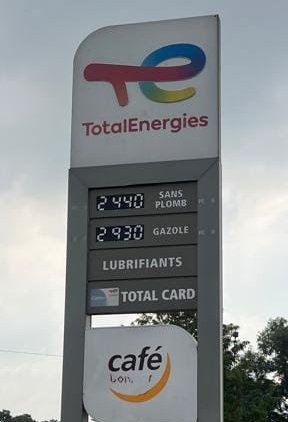 TotalEnergies
2440 SANS
PLOMB
2930 GAZOLE
LUBRIFIANTS
TOTAL CARD
café